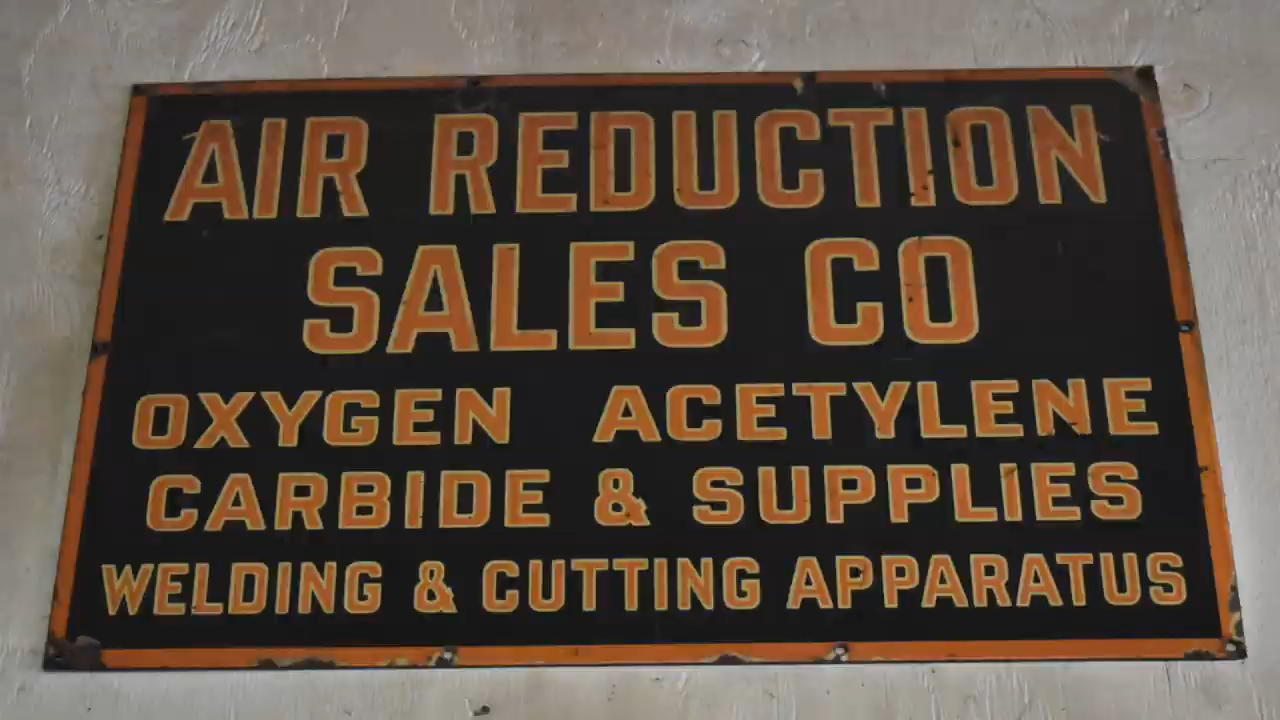 AIR REDUCTION
SALES CO
OXYGEN ACETYLENE
CARBIDE & SUPPLIES
WELDING & CUTTING APPARATUS